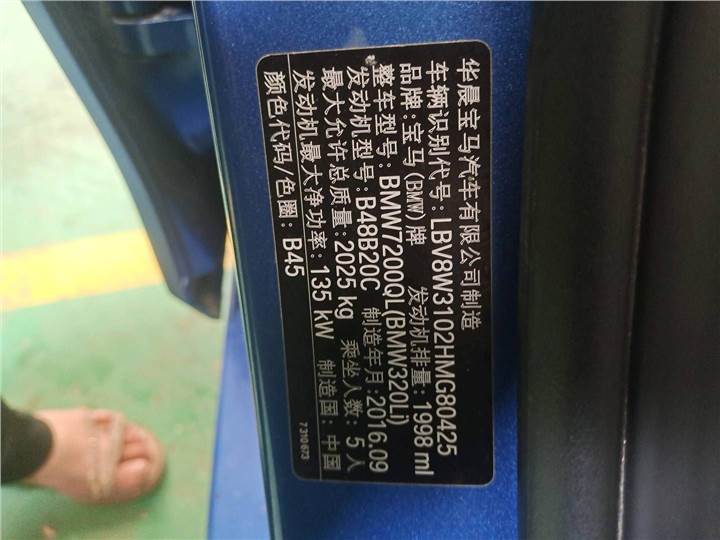 华晨宝马汽车有限公司制造
车辆识别代号: LBV8W3102HMG80425
品牌:宝马(BMW)牌 发动机排量: 1998 ml
整车型号: BMW7200QL(BMW320Li)
发动机型号: B48B20C 制造年月: 2016.09
最大允许总质量: 2025 kg 乘坐人数: 5人
发动机最大净功率: 135 kW 制造国: 中国
颜色代码/色圈: B45
7310673